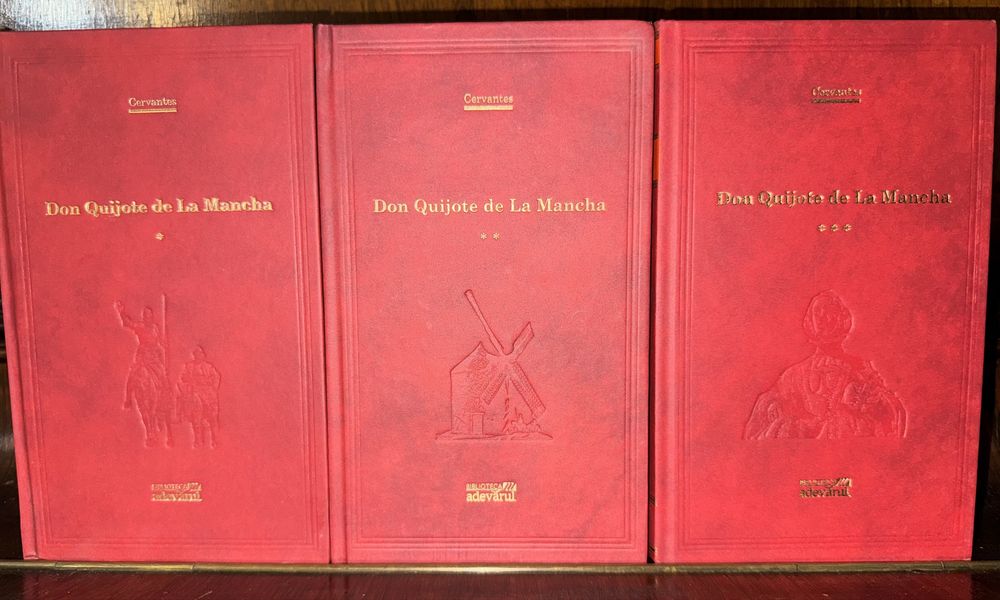 Cervantes
Don Quijote de La Mancha
*
BIBLIOTECA
adevărul
Cervantes
Don Quijote de La Mancha
* *
BIBLIOTECA
adevărul
Cervantes
Don Quijote de La Mancha
* * *
BIBLIOTECA
adevărul